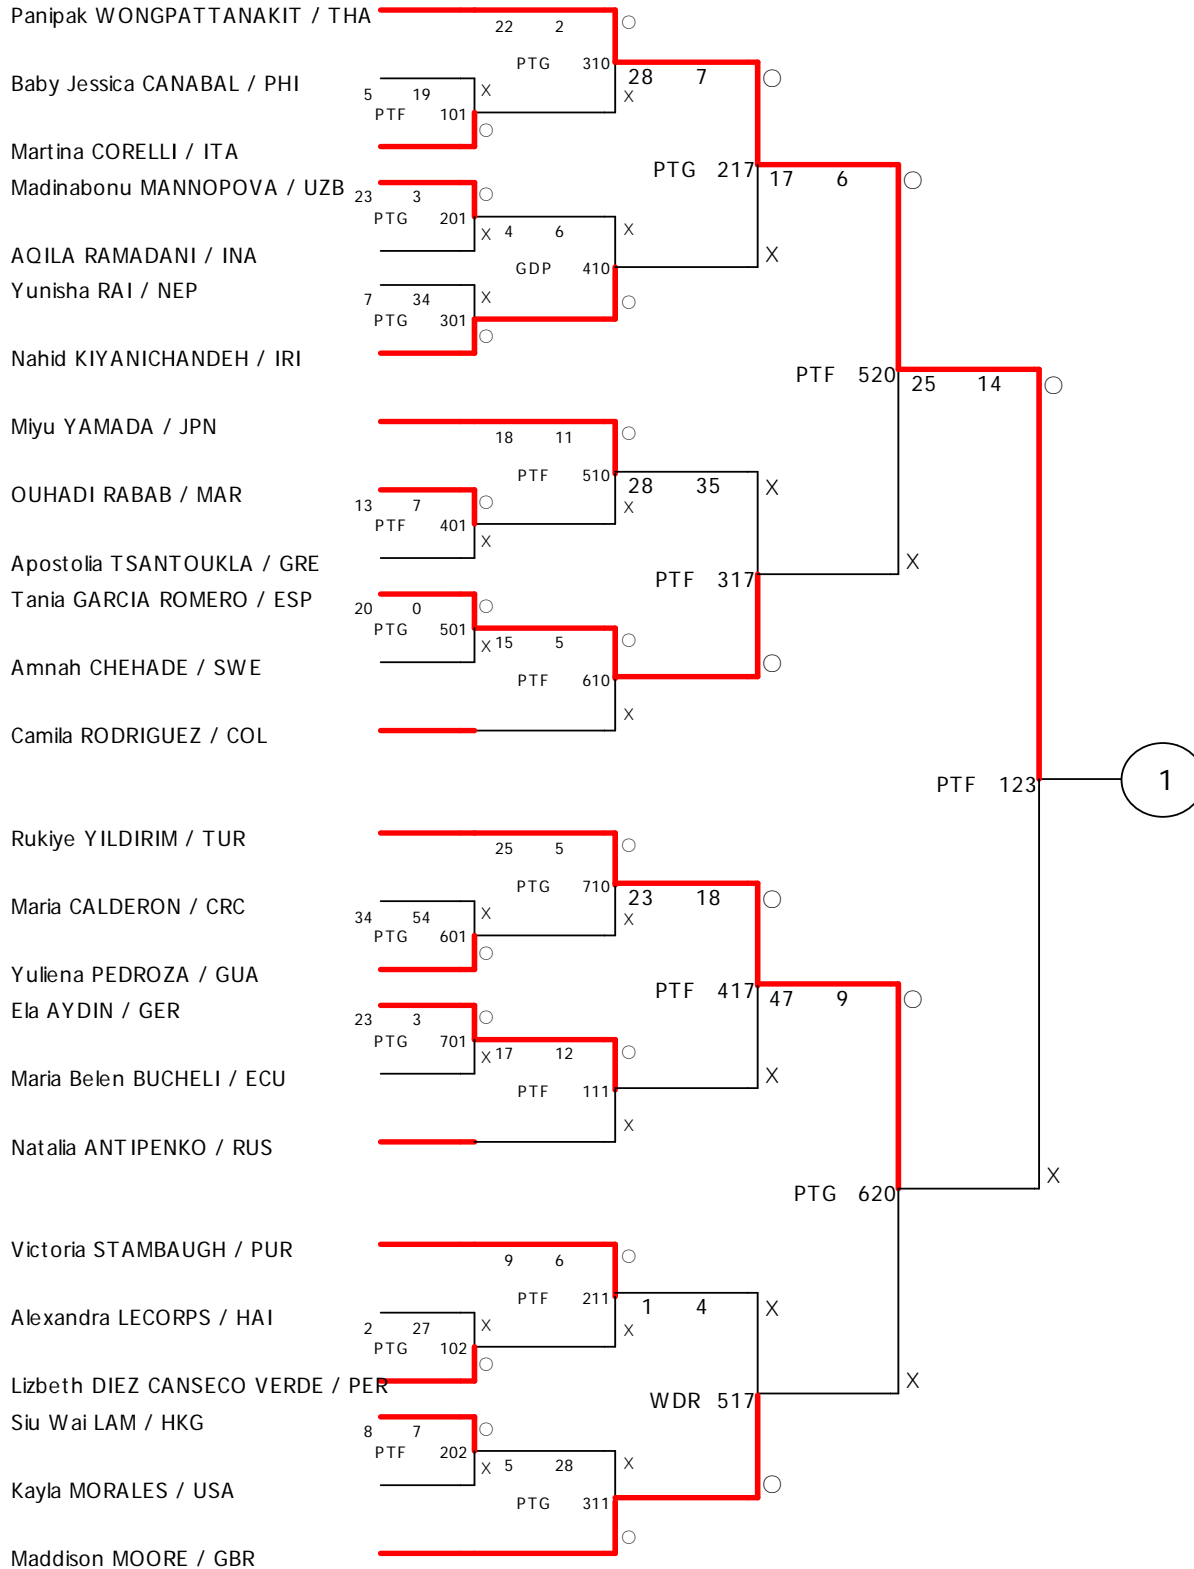 Panipak WONGPATTANAKIT / THA
22 2
PTG 310
Baby Jessica CANABAL / PHI
28 7
5 19 X X
PTF 101
Martina CORELLI / ITA
PTG 217
17 6
Madinabonu MANNOPOVA / UZB
23 3
PTG 201
X 4 6 X
AQILA RAMADANI / INA
X
GDP 410
Yunisha RAI / NEP
7 34 X
PTG 301
Nahid KIYANICHANDEH / IRI
PTF 520
25 14
Miyu YAMADA / JPN
18 11
PTF 510
28 35 X
OUHADI RABAB / MAR
13 7 X
PTF 401
X
Apostolia TSANTOUKLA / GRE
X
PTF 317
Tania GARCIA ROMERO / ESP
20 0
PTG 501
X 15 5
Amnah CHEHADE / SWE
PTF 610
X
Camila RODRIGUEZ / COL
PTF 123
1
Rukiye YILDIRIM / TUR
25 5
PTG 710
23 18
Maria CALDERON / CRC
34 54 X X
PTG 601
Yuliena PEDROZA / GUA
PTF 417
47 9
Ela AYDIN / GER
23 3
PTG 701
X 17 12
Maria Belen BUCHELI / ECU
X
PTF 111
X
Natalia ANTIPENKO / RUS
X
PTG 620
Victoria STAMBAUGH / PUR
9 6
PTF 211
1 4 X
Alexandra LECORPS / HAI
2 27 X X
PTG 102
Lizbeth DIEZ CANSECO VERDE / PER
X
WDR 517
Siu Wai LAM / HKG
8 7
PTF 202
X 5 28 X
Kayla MORALES / USA
PTG 311
Maddison MOORE / GBR